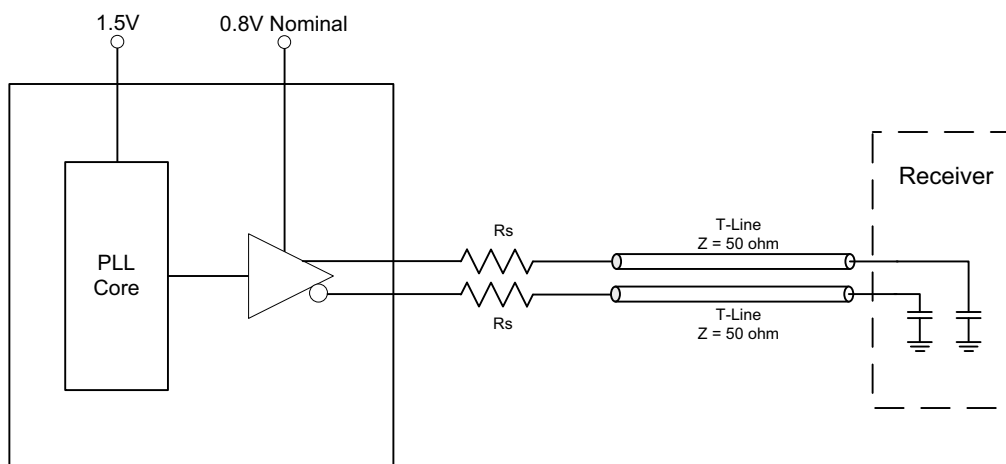 1.5V
0.8V Nominal
PLL
Core
Rs
Rs
T-Line
Z = 50 ohm
T-Line
Z = 50 ohm
Receiver